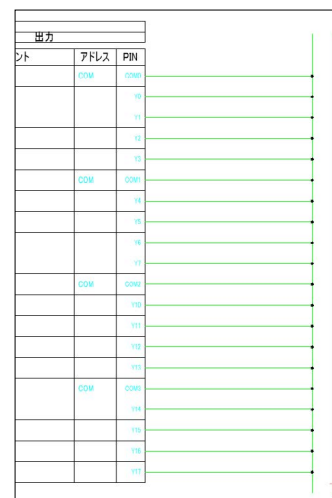 出力
ント アドレス PIN
COM COM0
Y0
Y1
Y2
Y3
COM COM1
Y4
Y5
Y6
Y7
COM COM2
Y10
Y11
Y12
Y13
COM COM3
Y14
Y15
Y16
Y17